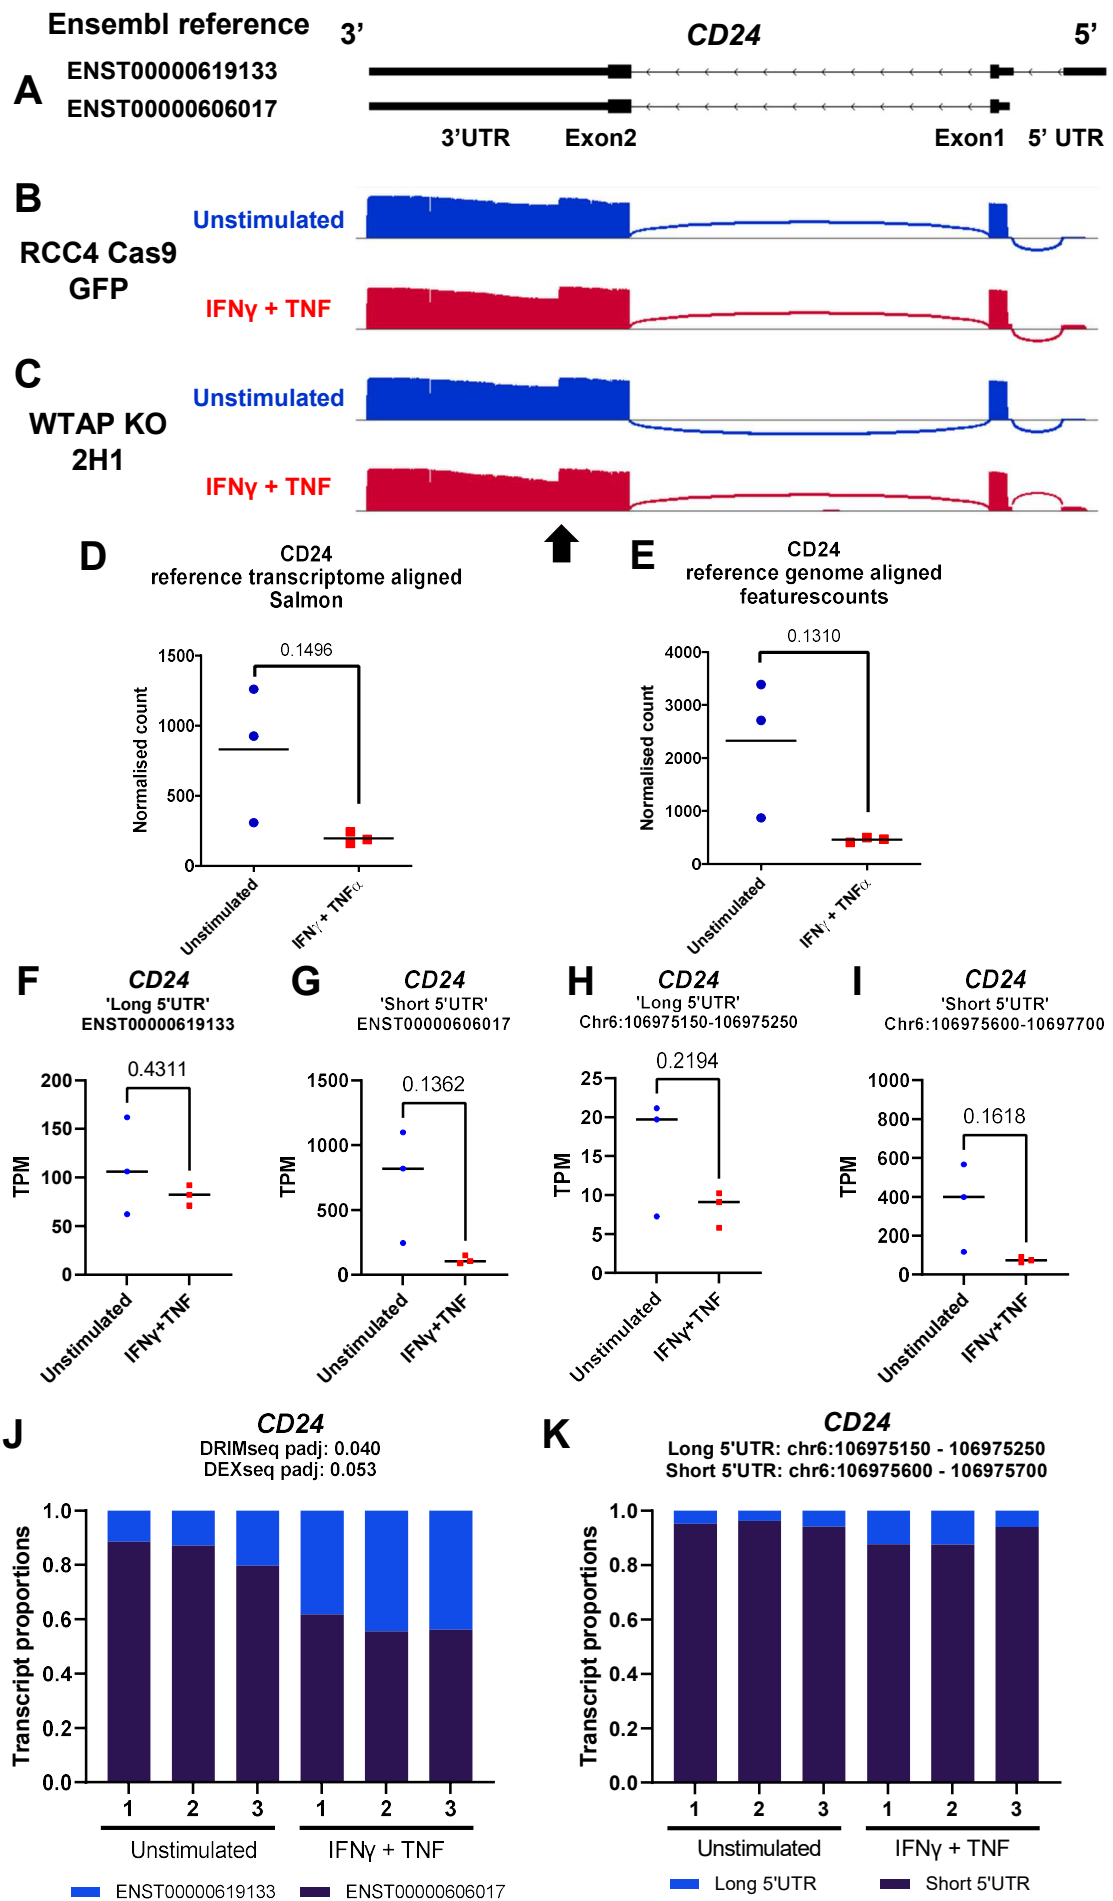 Ensembl reference
3’ CD24 5’
A
ENST00000619133
ENST00000606017
3’UTR Exon2 Exon1 5’ UTR
B
RCC4 Cas9
GFP
Unstimulated
IFNγ + TNF
C
WTAP KO
2H1
Unstimulated
IFNγ + TNF
D
CD24
reference transcriptome aligned
Salmon
0.1496
Normalised count
1500
1000
500
0
Unstimulated
IFNγ + TNFα
E
CD24
reference genome aligned
featurescounts
0.1310
Normalised count
4000
3000
2000
1000
0
Unstimulated
IFNγ + TNFα
F
CD24
'Long 5'UTR'
ENST00000619133
0.4311
TPM
200
150
100
50
0
Unstimulated
IFNγ+TNF
G
CD24
'Short 5'UTR'
ENST00000606017
0.1362
TPM
1500
1000
500
0
Unstimulated
IFNγ+TNF
H
CD24
'Long 5'UTR'
Chr6:106975150-106975250
0.2194
TPM
25
20
15
10
5
0
Unstimulated
IFNγ+TNF
I
CD24
'Short 5'UTR'
Chr6:106975600-10697700
0.1618
TPM
1000
800
600
400
200
0
Unstimulated
IFNγ+TNF
J
CD24
DRIMseq padj: 0.040
DEXseq padj: 0.053
Transcript proportions
1.0
0.8
0.6
0.4
0.2
0.0
1 2 3 1 2 3
Unstimulated IFNγ + TNF
ENST00000619133 ENST00000606017
K
CD24
Long 5'UTR: chr6:106975150 - 106975250
Short 5'UTR: chr6:106975600 - 106975700
Transcript proportions
1.0
0.8
0.6
0.4
0.2
0.0
1 2 3 1 2 3
Unstimulated IFNγ + TNF
Long 5'UTR Short 5'UTR